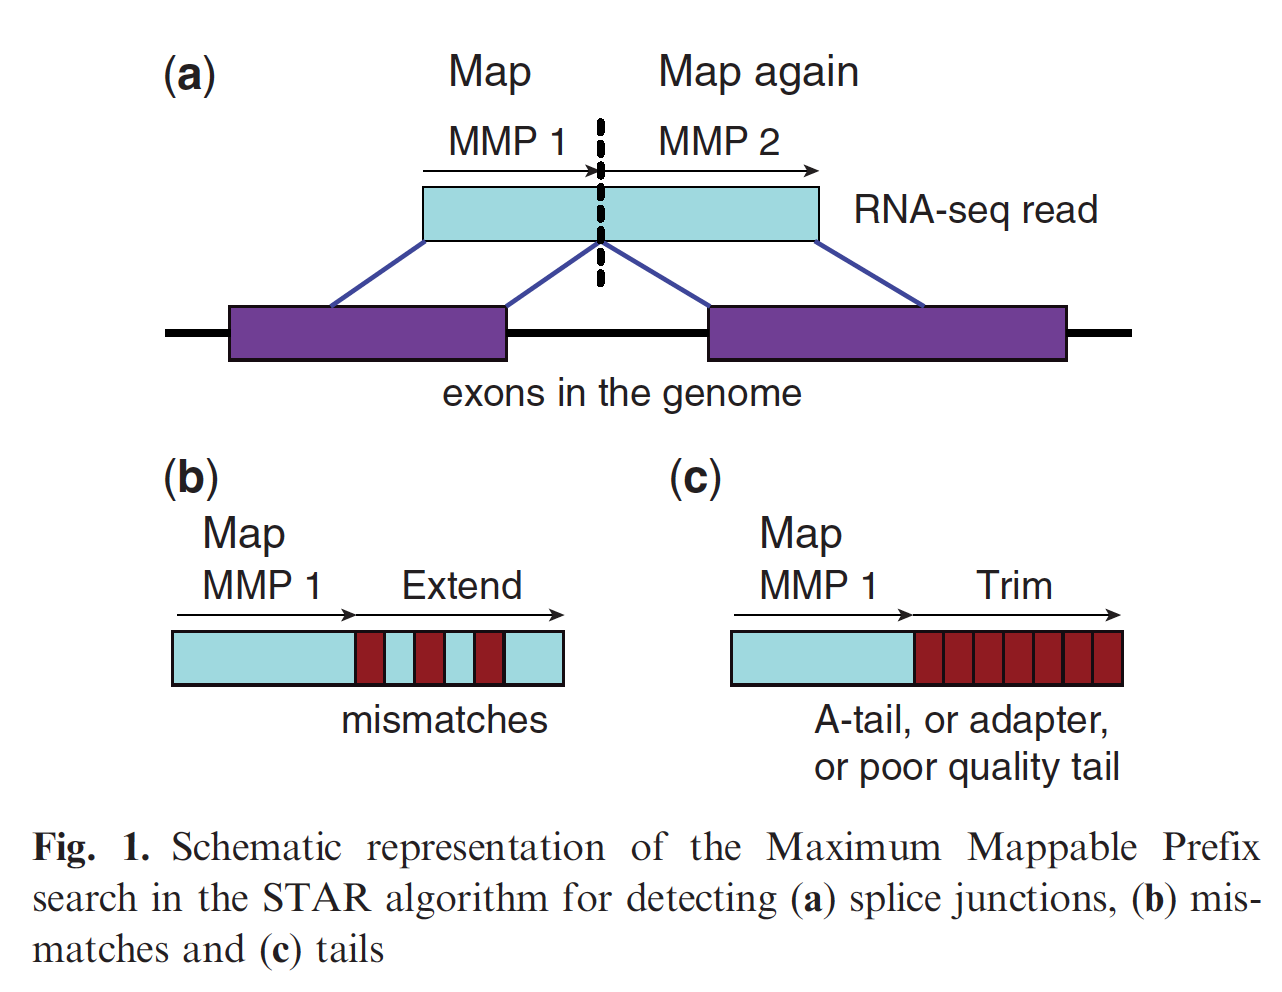 (a)
Map Map again
MMP 1 MMP 2
RNA-seq read
exons in the genome
(b)
Map
MMP 1 Extend
mismatches
(c)
Map
MMP 1 Trim
A-tail, or adapter,
or poor quality tail
Fig. 1. Schematic representation of the Maximum Mappable Prefix
search in the STAR algorithm for detecting (a) splice junctions, (b) mis-
matches and (c) tails